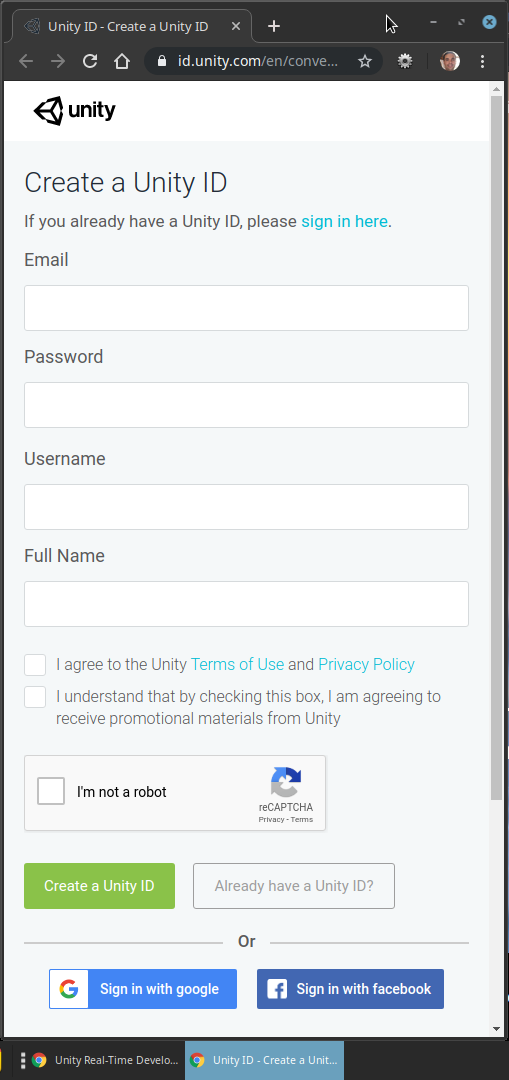 Unity ID - Create a Unity ID
id.unity.com/en/conve...
unity
Create a Unity ID
If you already have a Unity ID, please sign in here.
Email
Password
Username
Full Name
I agree to the Unity Terms of Use and Privacy Policy
I understand that by checking this box, I am agreeing to
receive promotional materials from Unity
I'm not a robot
reCAPTCHA
Privacy - Terms
Create a Unity ID
Already have a Unity ID?
Or
Sign in with google
Sign in with facebook
Unity Real-Time Develo...
Unity ID - Create a Unit...